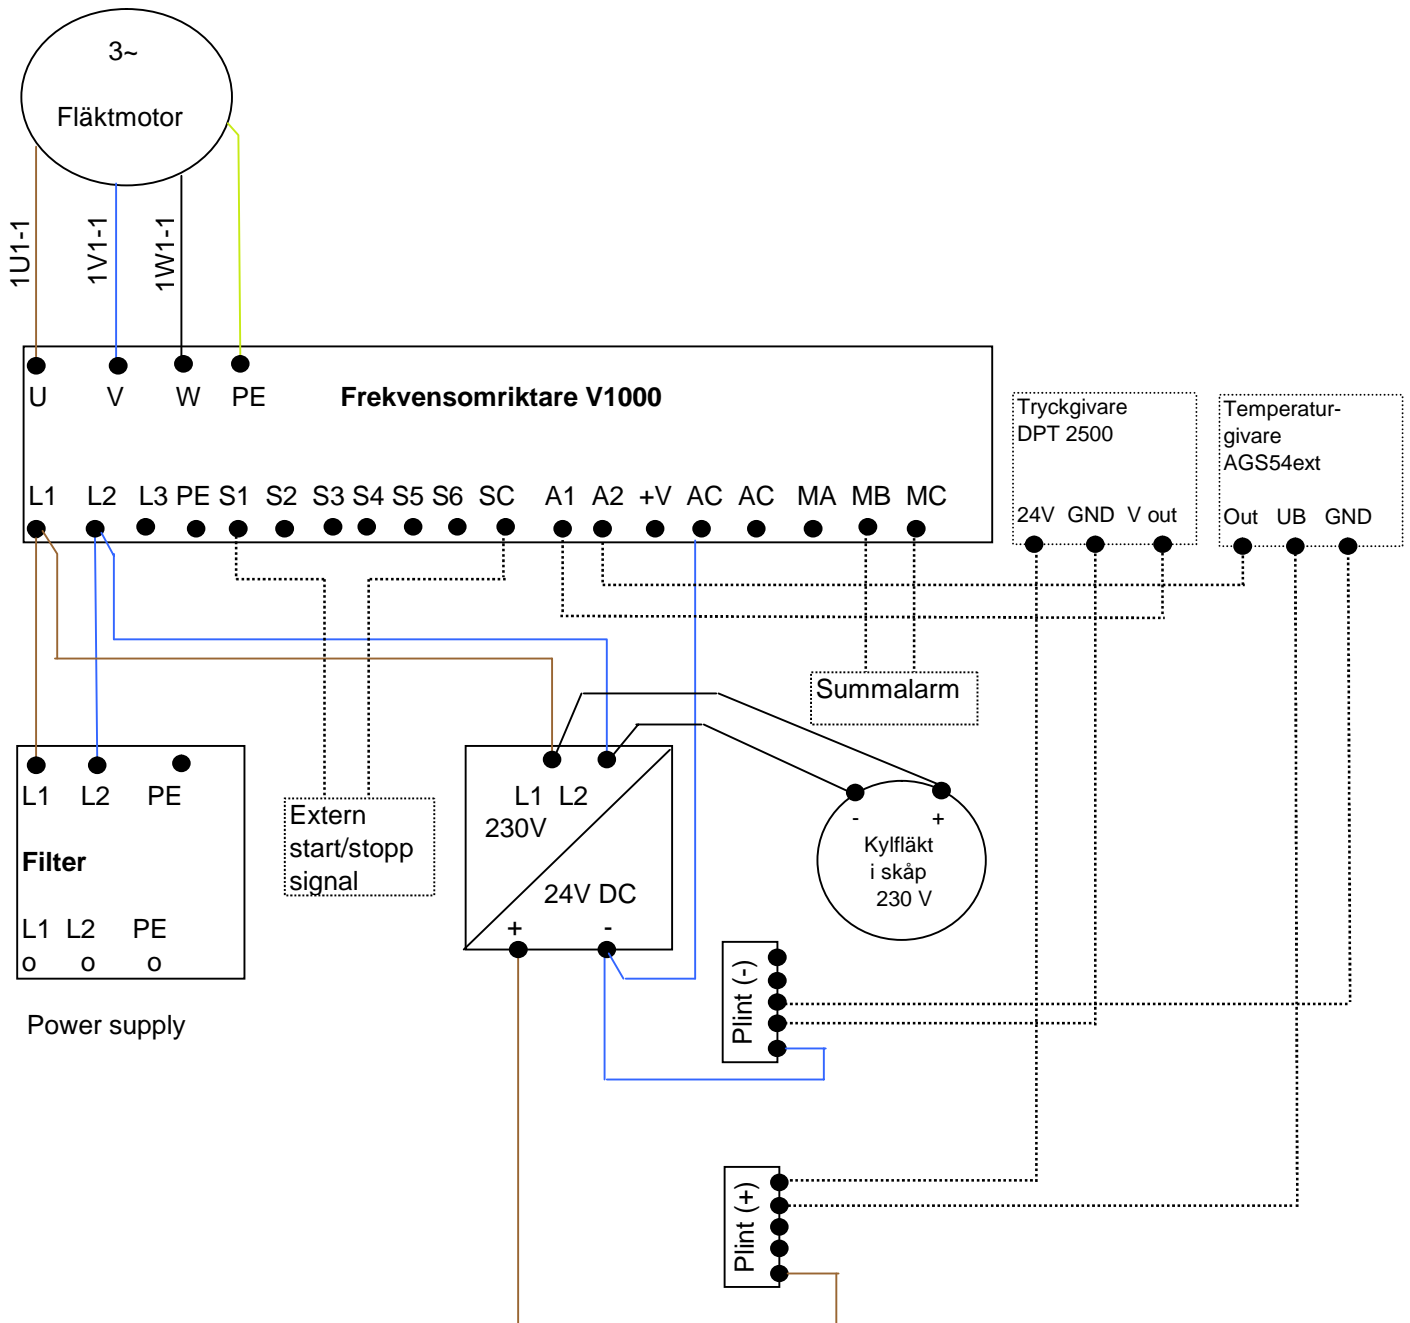 3~
Fläktmotor
1U1-1
1V1-1
1W1-1
U V W PE
Frekvensomriktare V1000
L1 L2 L3 PE S1 S2 S3 S4 S5 S6 SC A1 A2 +V AC AC MA MB MC
Tryckgivare
DPT 2500
24V GND V out
Temperatur-
givare
AGS54ext
Out UB GND
Summalarm
L1 L2 PE
Filter
L1 L2 PE
o o o
Power supply
Extern
start/stopp
signal
L1 L2
230V
24V DC
+ -
- +
Kylfläkt
i skåp
230 V
Plint (-)
Plint (+)